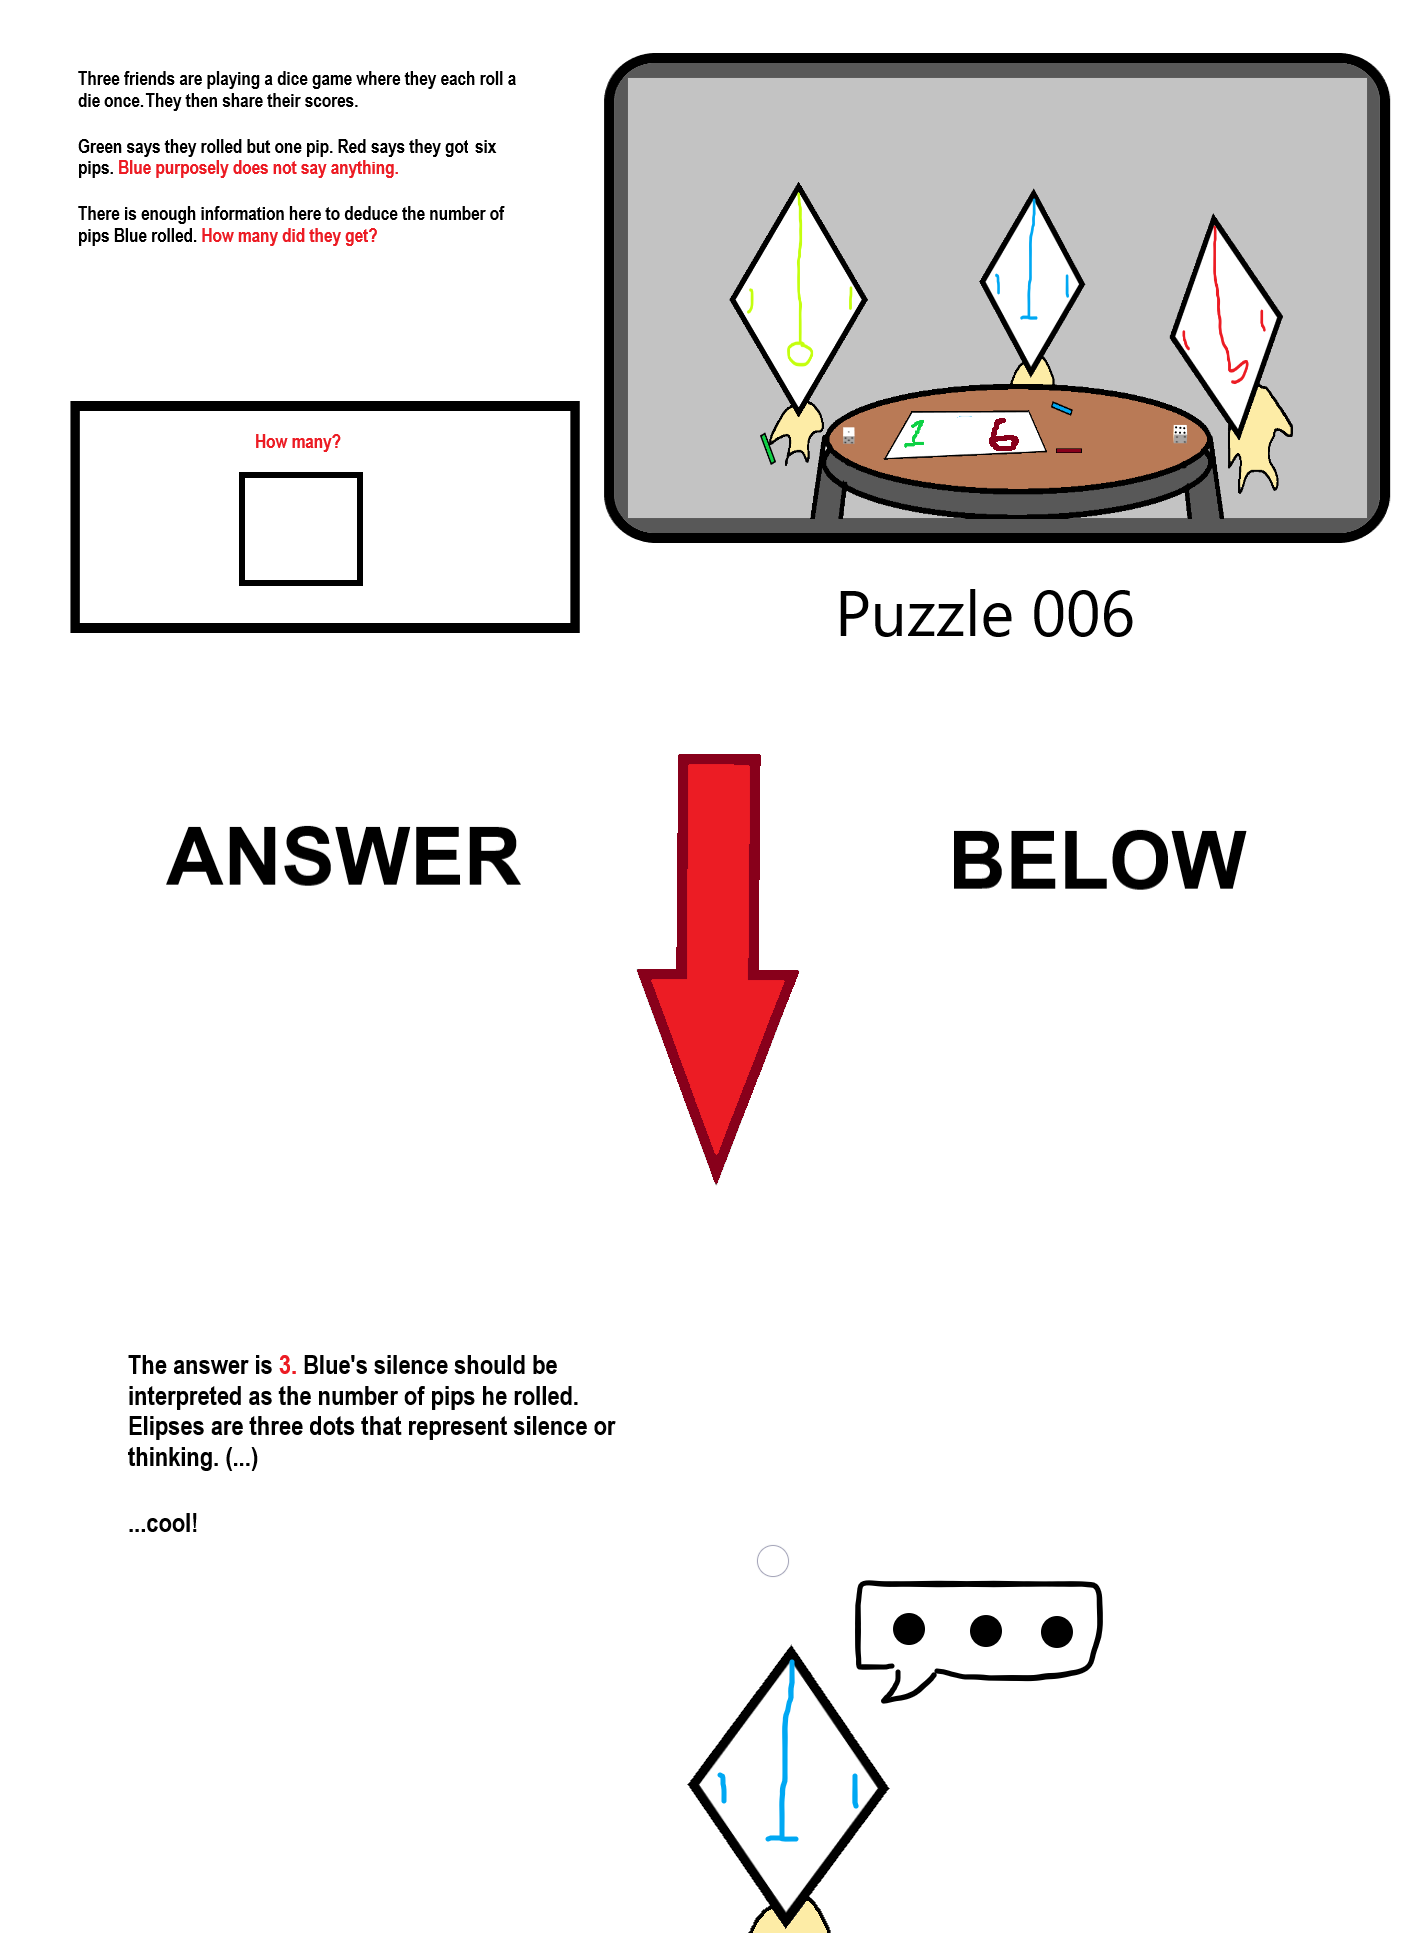 Three friends are playing a dice game where they each roll a
die once.They then share their scores.
Green says they rolled but one pip. Red says they got six
pips. Blue purposely does not say anything.
There is enough information here to deduce the number of
pips Blue rolled. How many did they get?
How many?
1 6
Puzzle 006
ANSWER BELOW
The answer is 3. Blue's silence should be
interpreted as the number of pips he rolled.
Elipses are three dots that represent silence or
thinking. (...)
...cool!